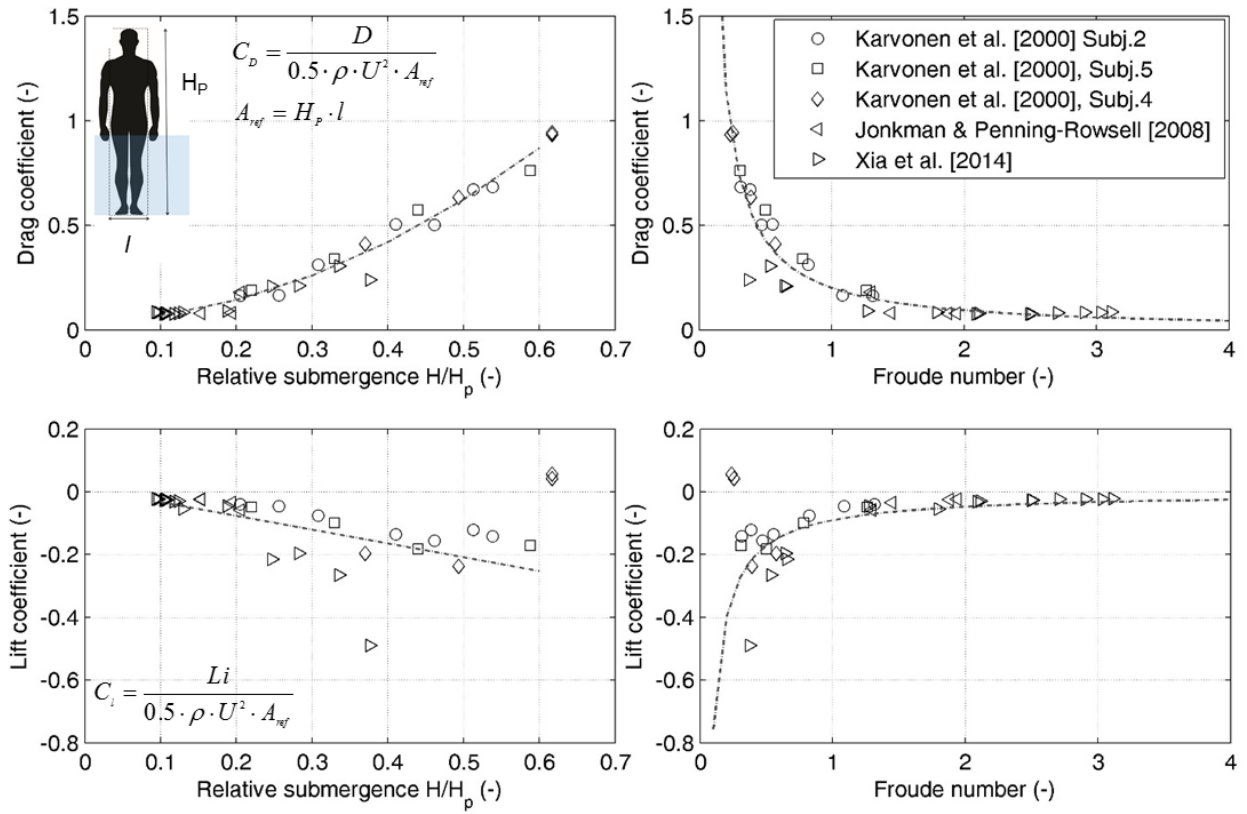 H_P
l
C_D = D / (0.5 · ρ · U² · A_ref)
A_ref = H_P · l
Drag coefficient (-)
1
0.5
0
0 0.1 0.2 0.3 0.4 0.5 0.6 0.7
Relative submergence H/H_p (-)
Karvonen et al. [2000] Subj.2
Karvonen et al. [2000], Subj.5
Karvonen et al. [2000], Subj.4
Jonkman & Penning-Rowsell [2008]
Xia et al. [2014]
Drag coefficient (-)
1.5
1
0.5
0
0 1 2 3 4
Froude number (-)
Lift coefficient (-)
0.2
0
-0.2
-0.4
-0.6
-0.8
C_i = Li / (0.5 · ρ · U² · A_ref)
0 0.1 0.2 0.3 0.4 0.5 0.6 0.7
Relative submergence H/H_p (-)
Lift coefficient (-)
0.2
0
-0.2
-0.4
-0.6
-0.8
0 1 2 3 4
Froude number (-)